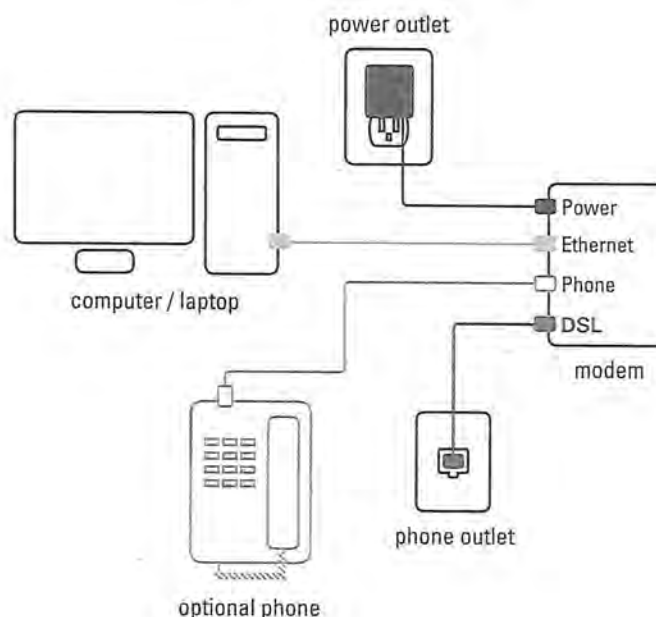 power outlet
Power
Ethernet
Phone
DSL
modem
computer / laptop
phone outlet
optional phone